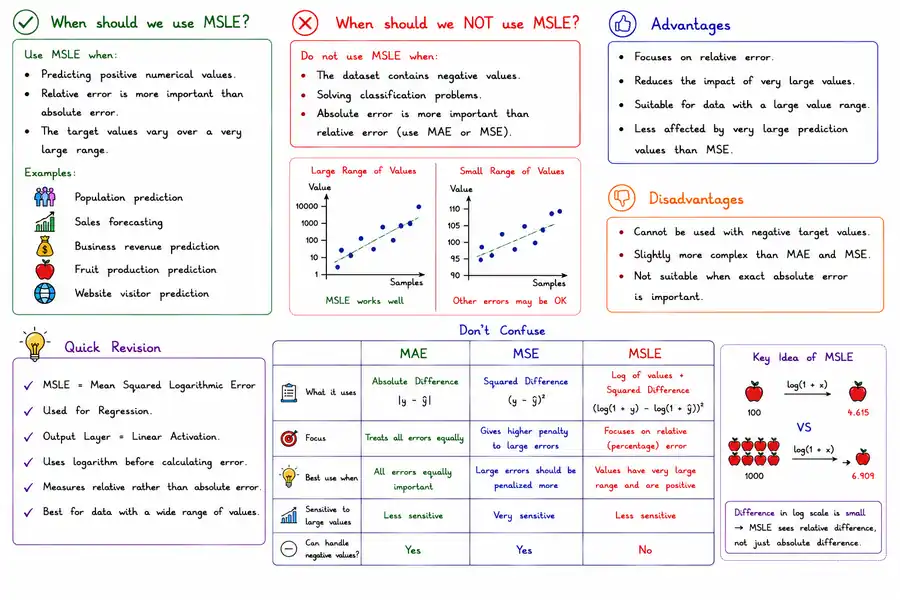 When should we use MSLE?
Use MSLE when:
• Predicting positive numerical values.
• Relative error is more important than
absolute error.
• The target values vary over a very
large range.
Examples:
Population prediction
Sales forecasting
Business revenue prediction
Fruit production prediction
Website visitor prediction
When should we NOT use MSLE?
Do not use MSLE when:
• The dataset contains negative values.
• Solving classification problems.
• Absolute error is more important than
relative error (use MAE or MSE).
Large Range of Values
Value
10000
1000
100
10
1
Samples
MSLE works well
Small Range of Values
Value
110
105
100
95
90
Samples
Other errors may be OK
Advantages
• Focuses on relative error.
• Reduces the impact of very large values.
• Suitable for data with a large value range.
• Less affected by very large prediction
values than MSE.
Disadvantages
• Cannot be used with negative target values.
• Slightly more complex than MAE and MSE.
• Not suitable when exact absolute error
is important.
Quick Revision
✓ MSLE = Mean Squared Logarithmic Error
✓ Used for Regression.
✓ Output Layer = Linear Activation.
✓ Uses logarithm before calculating error.
✓ Measures relative rather than absolute error.
✓ Best for data with a wide range of values.
Don't Confuse
MAE MSE MSLE
What it uses
Absolute Difference
|y - ŷ|
Squared Difference
(y - ŷ)²
Log of values +
Squared Difference
(log(1 + y) - log(1 + ŷ))²
Focus
Treats all errors equally
Gives higher penalty
to large errors
Focuses on relative
(percentage) error
Best use when
All errors equally
important
Large errors should be
penalized more
Values have very large
range and are positive
Sensitive to
large values
Less sensitive
Very sensitive
Less sensitive
Can handle
negative values?
Yes
Yes
No
Key Idea of MSLE
log(1 + x)
100
4.615
VS
log(1 + x)
1000
6.909
Difference in log scale is small
→ MSLE sees relative difference,
not just absolute difference.